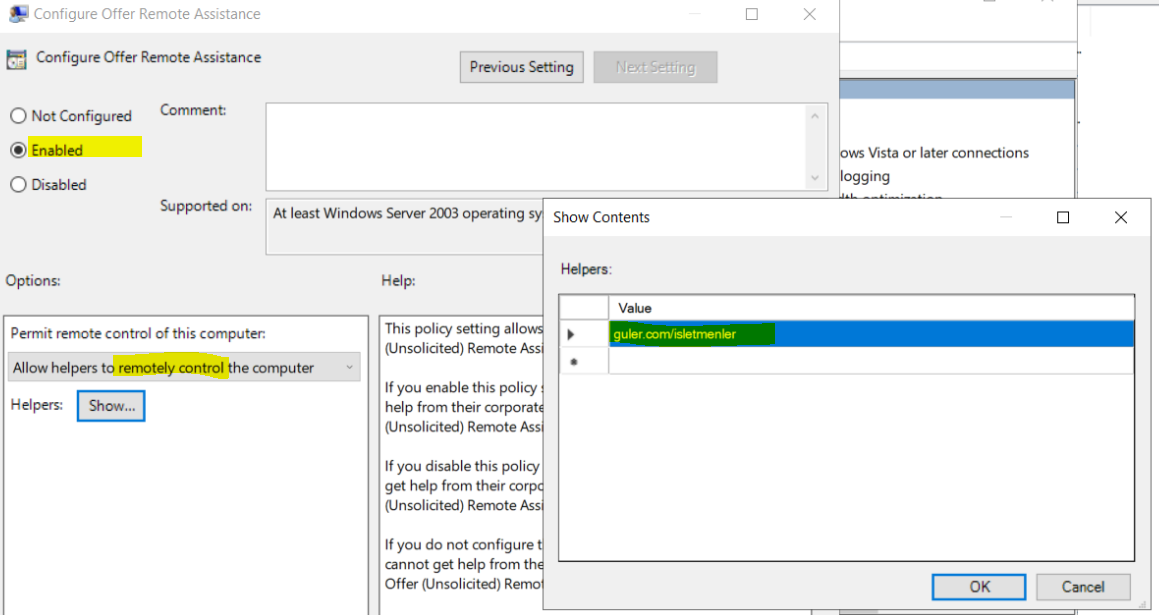 Configure Offer Remote Assistance
Configure Offer Remote Assistance
Previous Setting
Next Setting
Not Configured
Comment:
Enabled
Disabled
Supported on:
At least Windows Server 2003 operating
ows Vista or later connections
logging
optimization
Options:
Help:
Permit remote control of this computer:
Allow helpers to remotely control the computer
Helpers:
Show...
This policy setting allows
(Unsolicited) Remote Assi
If you enable this policy
help from their corporate
(Unsolicited) Remote Assi
If you disable this policy
get help from their corpo
(Unsolicited) Remote Assi
If you do not configure t
cannot get help from the
Offer (Unsolicited) Remot
Show Contents
Helpers:
Value
guler.com/isletmenler
OK
Cancel